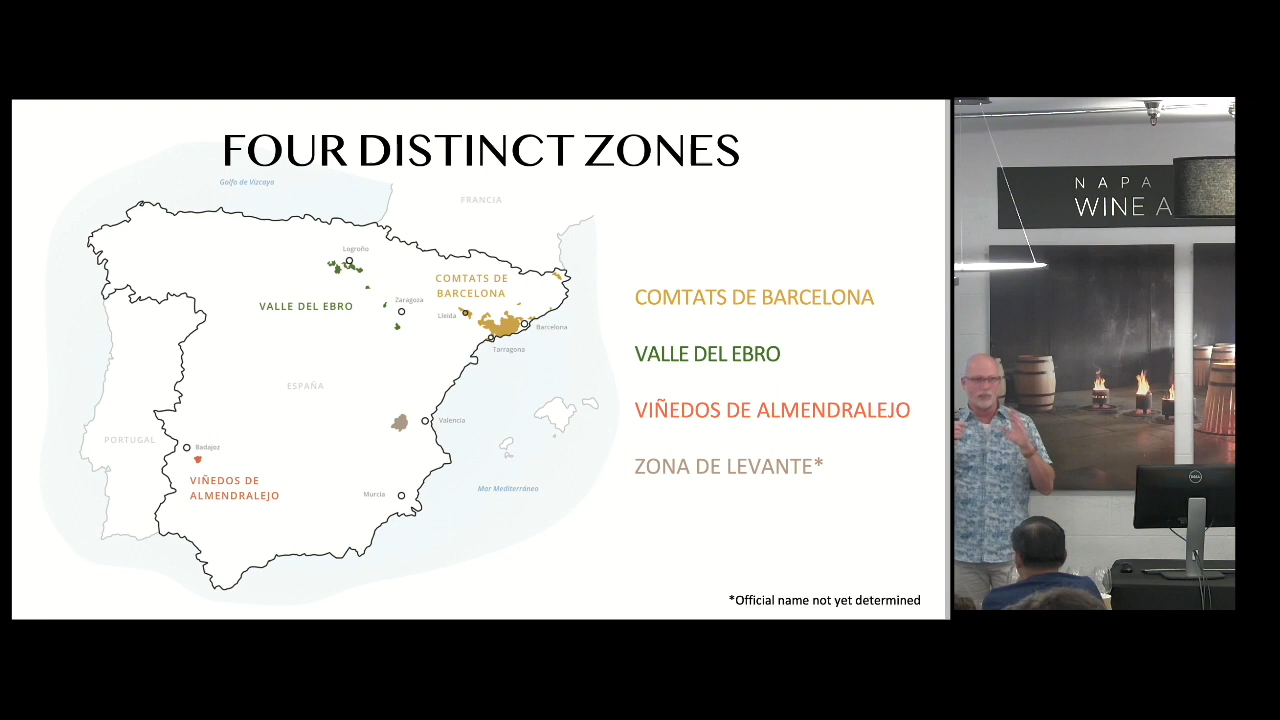 FOUR DISTINCT ZONES
Golfo de Vizcaya
FRANCIA
Logroño
COMTATS DE
BARCELONA
VALLE DEL EBRO
Zaragoza
Lleida
Barcelona
Tarragona
ESPAÑA
Valencia
PORTUGAL
Badajoz
VIÑEDOS DE
ALMENDRALEJO
Murcia
Mar Mediterráneo
COMTATS DE BARCELONA
VALLE DEL EBRO
VIÑEDOS DE ALMENDRALEJO
ZONA DE LEVANTE*
*Official name not yet determined
NAPA
WINE A
DELL